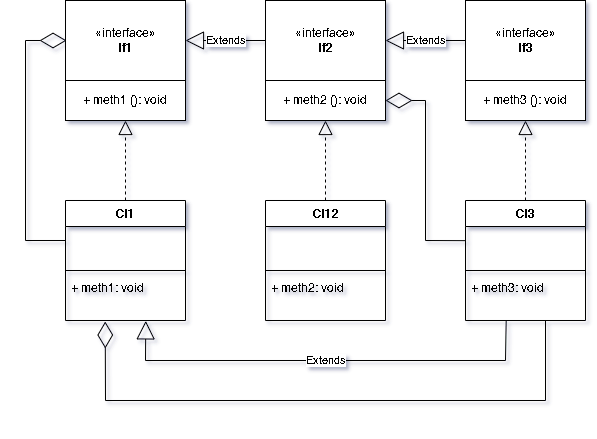 «interface»
If1
+ meth1 (): void
Extends
«interface»
If2
+ meth2 (): void
Extends
«interface»
If3
+ meth3 (): void
Cl1
+ meth1: void
Cl12
+ meth2: void
Cl3
+ meth3: void
Extends